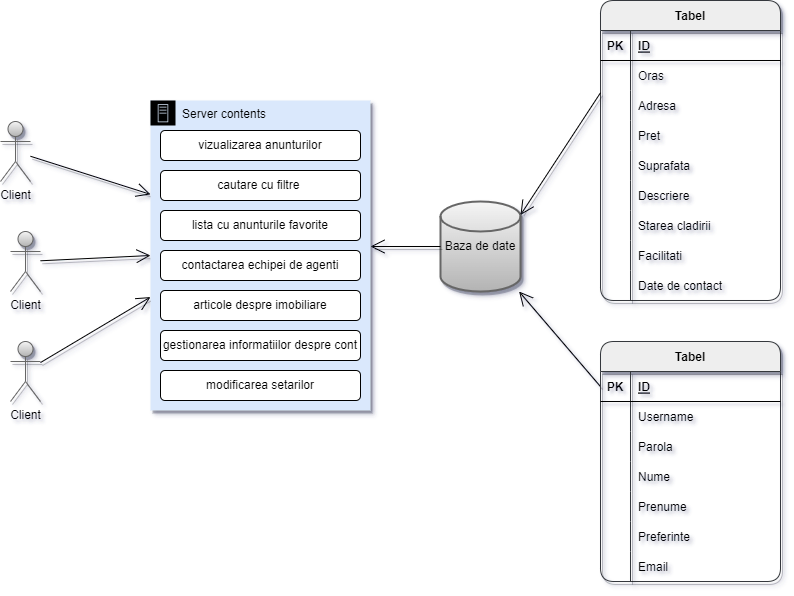 Client
Client
Client
Server contents
vizualizarea anunturilor
cautare cu filtre
lista cu anunturile favorite
contactarea echipei de agenti
articole despre imobiliare
gestionarea informatiilor despre cont
modificarea setarilor
Baza de date
Tabel
PK ID
Oras
Adresa
Pret
Suprafata
Descriere
Starea cladirii
Facilitati
Date de contact
Tabel
PK ID
Username
Parola
Nume
Prenume
Preferinte
Email